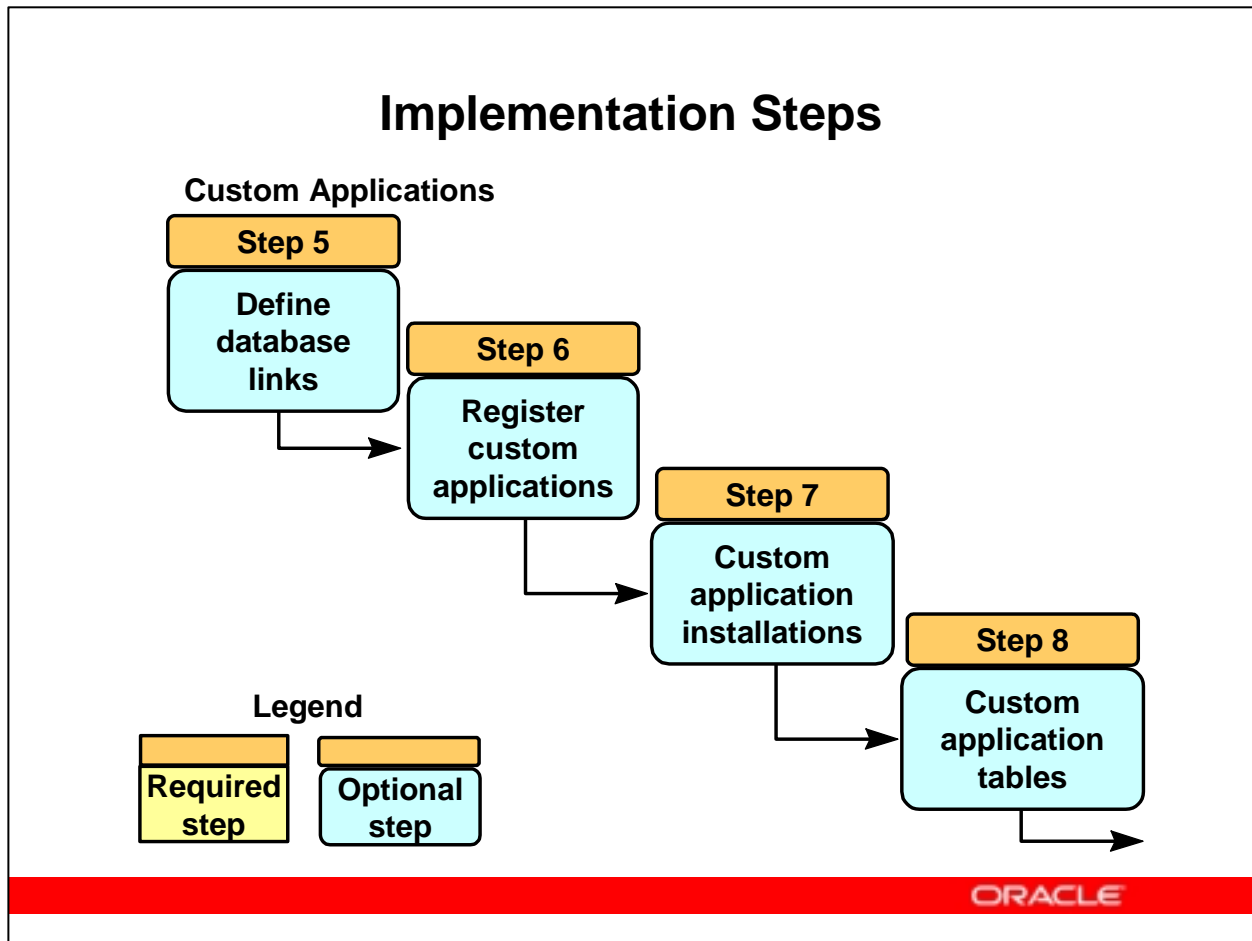 Implementation Steps
Custom Applications
Step 5
Define
database
links
Step 6
Register
custom
applications
Step 7
Custom
application
installations
Step 8
Custom
application
tables
Legend
Required
step
Optional
step
ORACLE